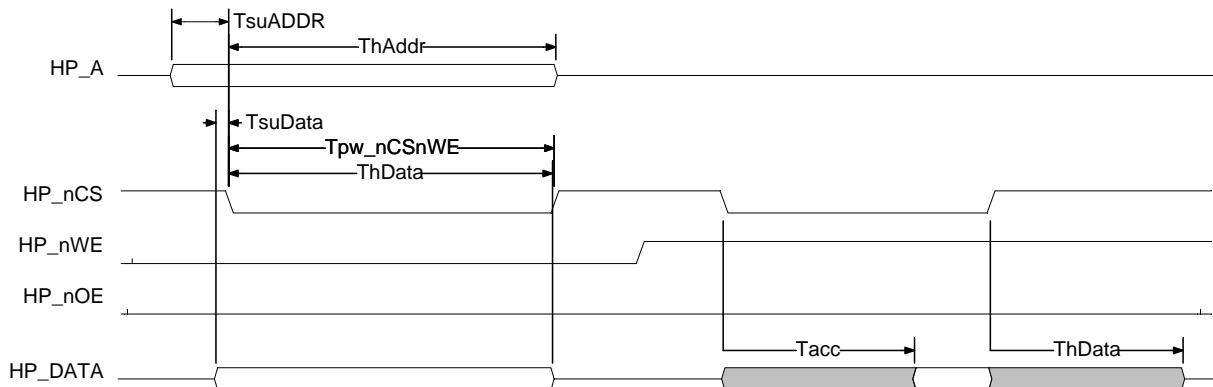 TsuADDR
ThAddr
HP_A
TsuData
Tpw_nCSnWE
ThData
HP_nCS
HP_nWE
HP_nOE
Tacc
ThData
HP_DATA